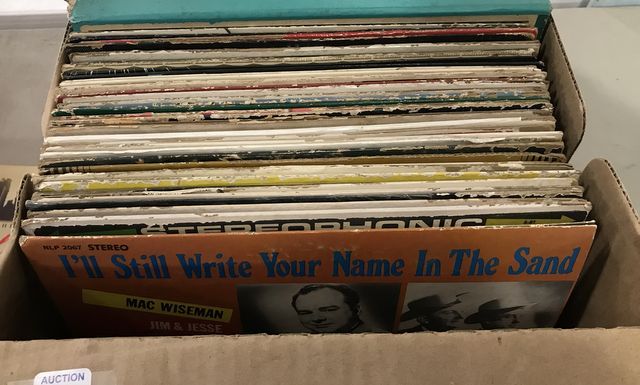 STEREOPHONIC
NLP 2067 STEREO
I'll Still Write Your Name In The Sand
MAC WISEMAN
JIM & JESSE
AUCTION